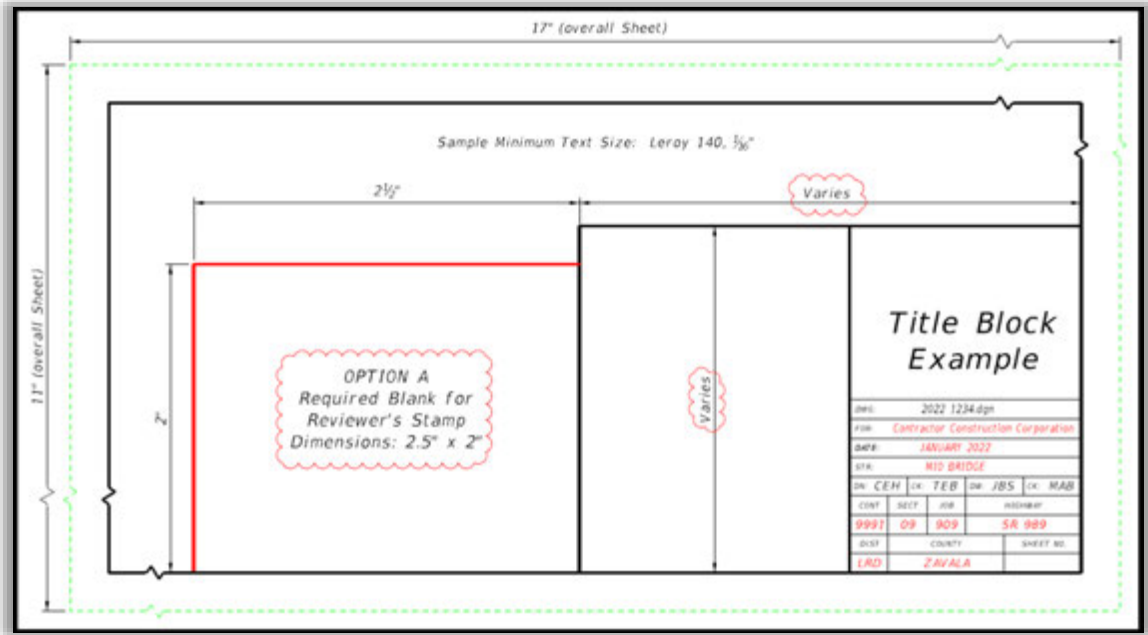 17" (overall Sheet)
Sample Minimum Text Size: Leroy 140, 1/16"
2½"
Varies
11" (overall Sheet)
2"
OPTION A
Required Blank for
Reviewer's Stamp
Dimensions: 2.5" x 2"
Varies
Title Block
Example
DWG: 2022 1234.dgn
FOR: Contractor Construction Corporation
DATE: JANUARY 2022
STR: MID BRIDGE
DN: CEH CK: TEB DW: JBS CK: MAB
CONT SECT JOB HIGHWAY
9991 09 909 SR 989
DIST COUNTY SHEET NO.
LRD ZAVALA